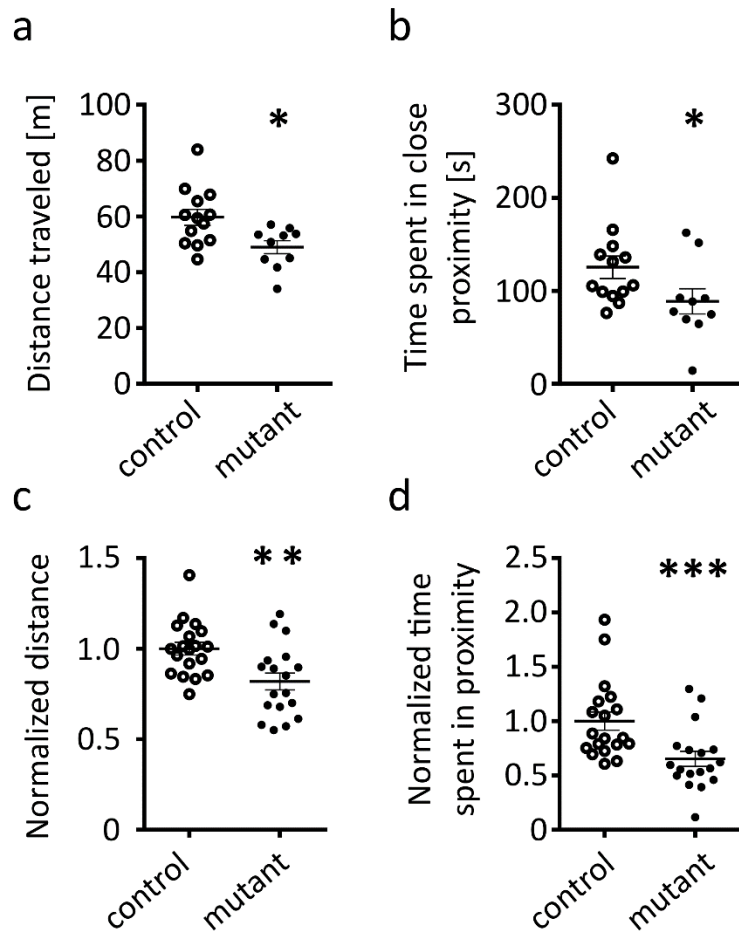 a
Distance traveled [m]
100
80
60
40
20
0
*
control
mutant
b
Time spent in close
proximity [s]
300
200
100
0
*
control
mutant
c
Normalized distance
1.5
1.0
0.5
0
**
control
mutant
d
Normalized time
spent in proximity
2.5
2.0
1.5
1.0
0.5
0
***
control
mutant